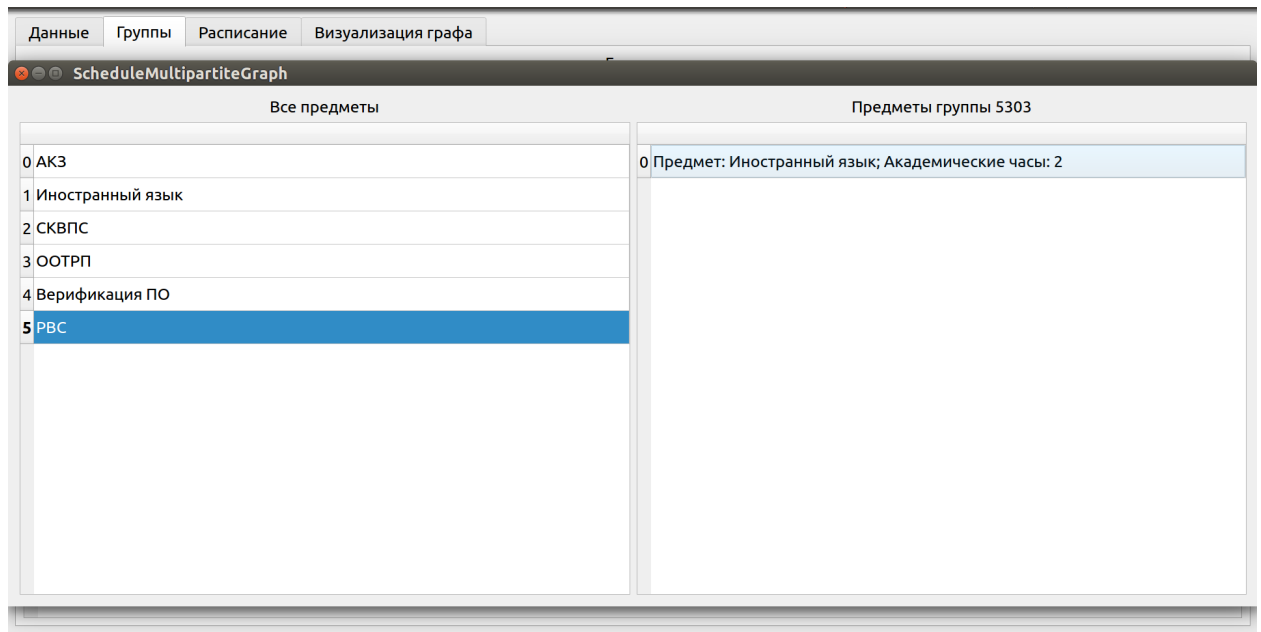 Данные Группы Расписание Визуализация графа
ScheduleMultipartiteGraph
Все предметы Предметы группы 5303
0 АКЗ 0 Предмет: Иностранный язык; Академические часы: 2
1 Иностранный язык
2 СКВПС
3 ООТРП
4 Верификация ПО
5 РВС